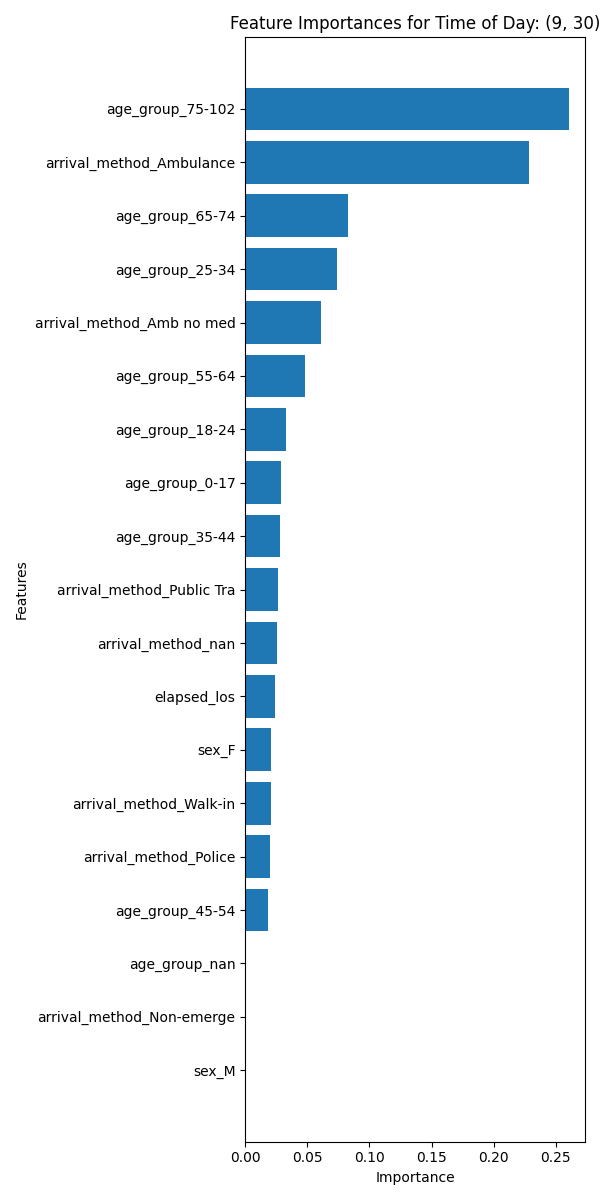 Feature Importances for Time of Day: (9, 30)
age_group_75-102
arrival_method_Ambulance
age_group_65-74
age_group_25-34
arrival_method_Amb no med
age_group_55-64
age_group_18-24
age_group_0-17
age_group_35-44
arrival_method_Public Tra
arrival_method_nan
elapsed_los
sex_F
arrival_method_Walk-in
arrival_method_Police
age_group_45-54
age_group_nan
arrival_method_Non-emerge
sex_M
Features
0.00 0.05 0.10 0.15 0.20 0.25
Importance